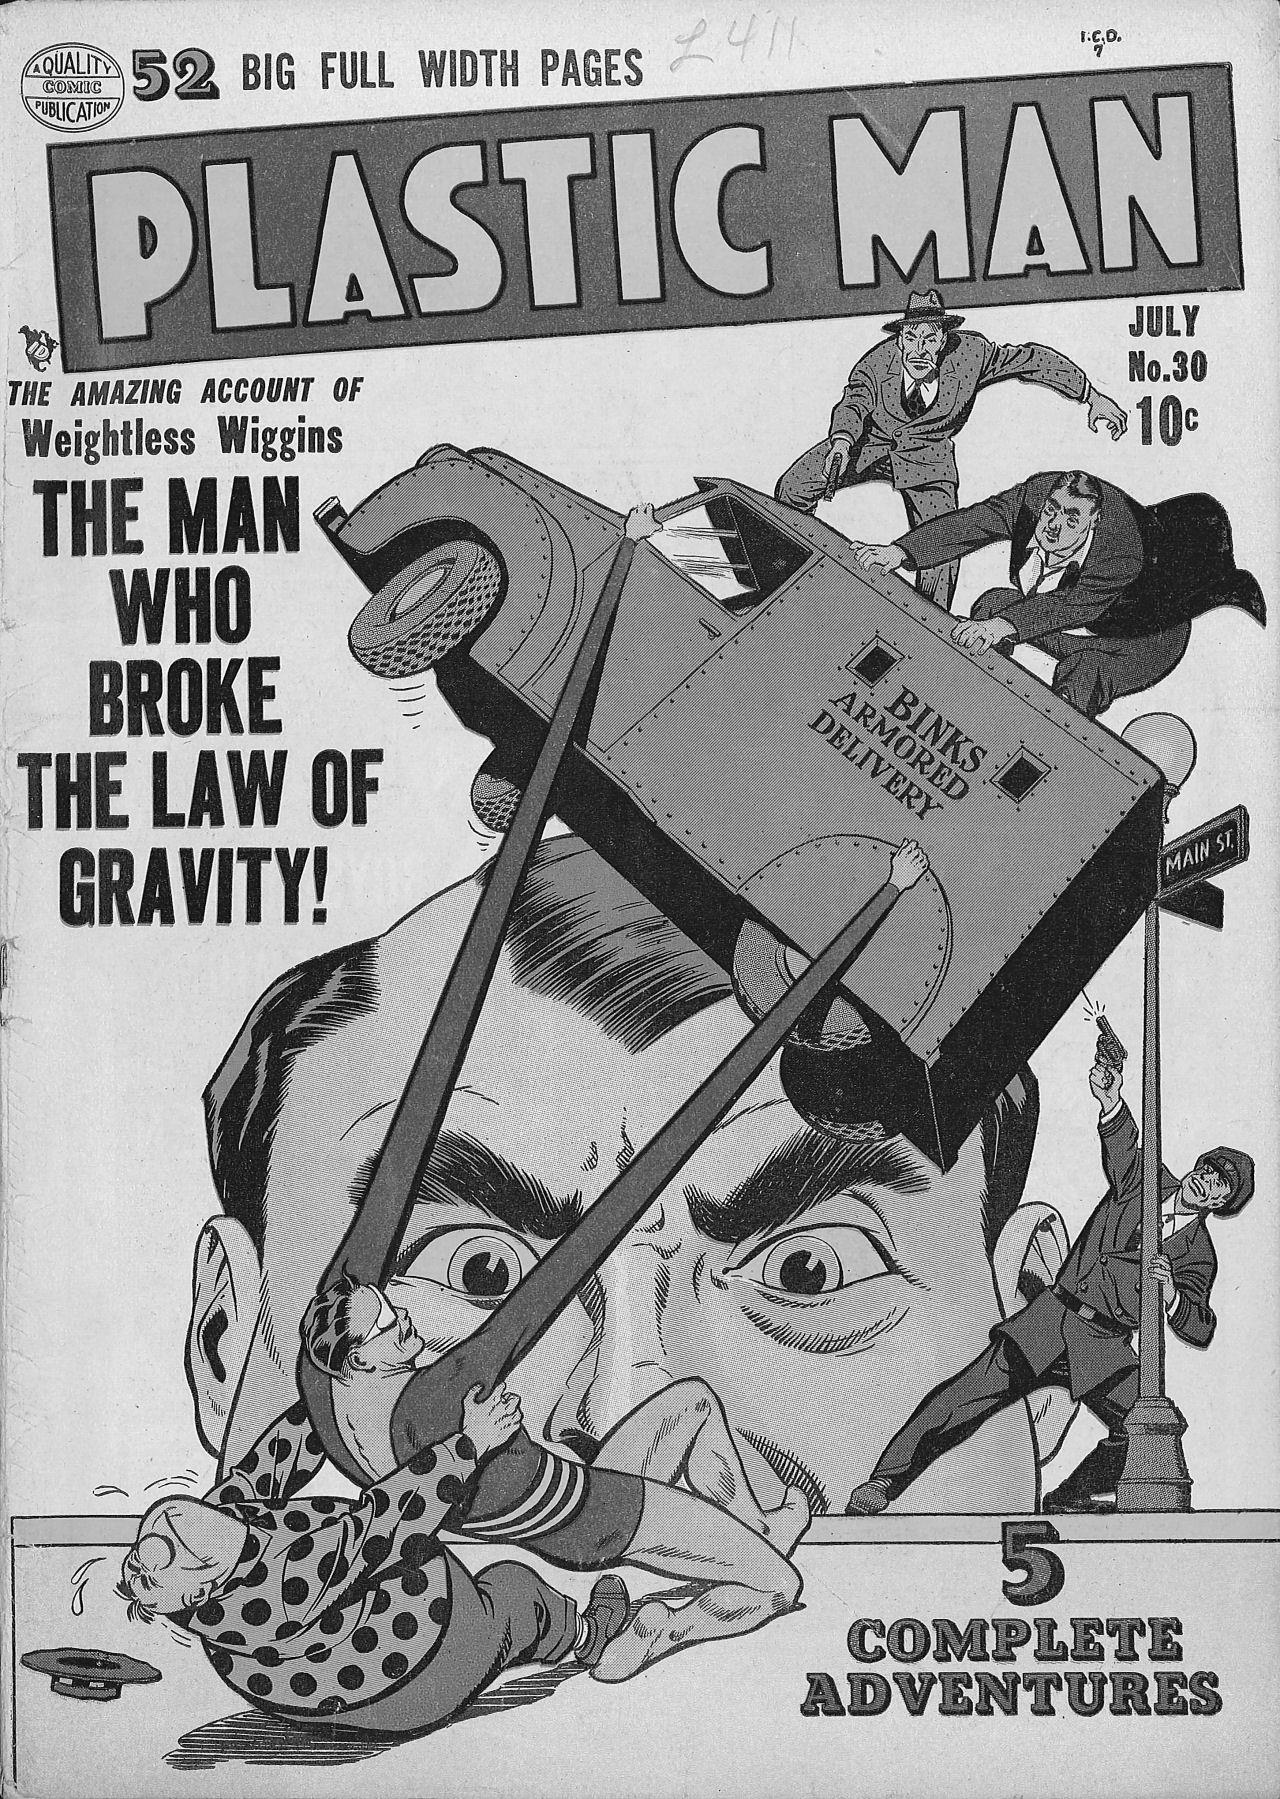 A QUALITY
COMIC
PUBLICATION
52 BIG FULL WIDTH PAGES
L411
I.C.D.
7
PLASTIC MAN
JULY
No.30
10c
THE AMAZING ACCOUNT OF
Weightless Wiggins
THE MAN
WHO
BROKE
THE LAW OF
GRAVITY!
BINKS
ARMORED
DELIVERY
MAIN ST.
5
COMPLETE
ADVENTURES